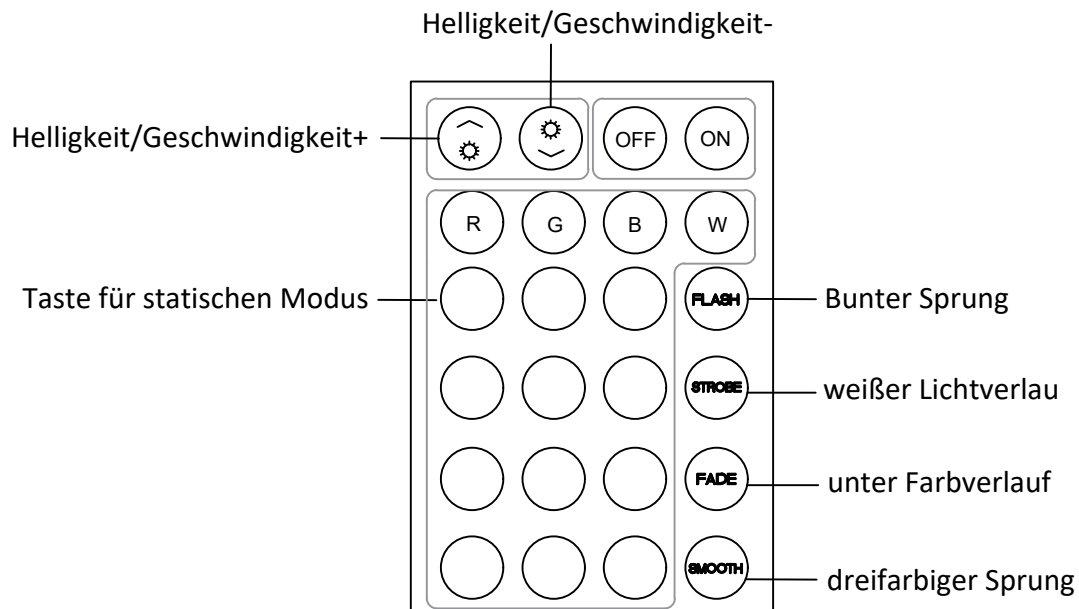 Helligkeit/Geschwindigkeit-
Helligkeit/Geschwindigkeit+
OFF ON
R G B W
Taste für statischen Modus
FLASH Bunter Sprung
STROBE weißer Lichtverlau
FADE unter Farbverlauf
SMOOTH dreifarbiger Sprung